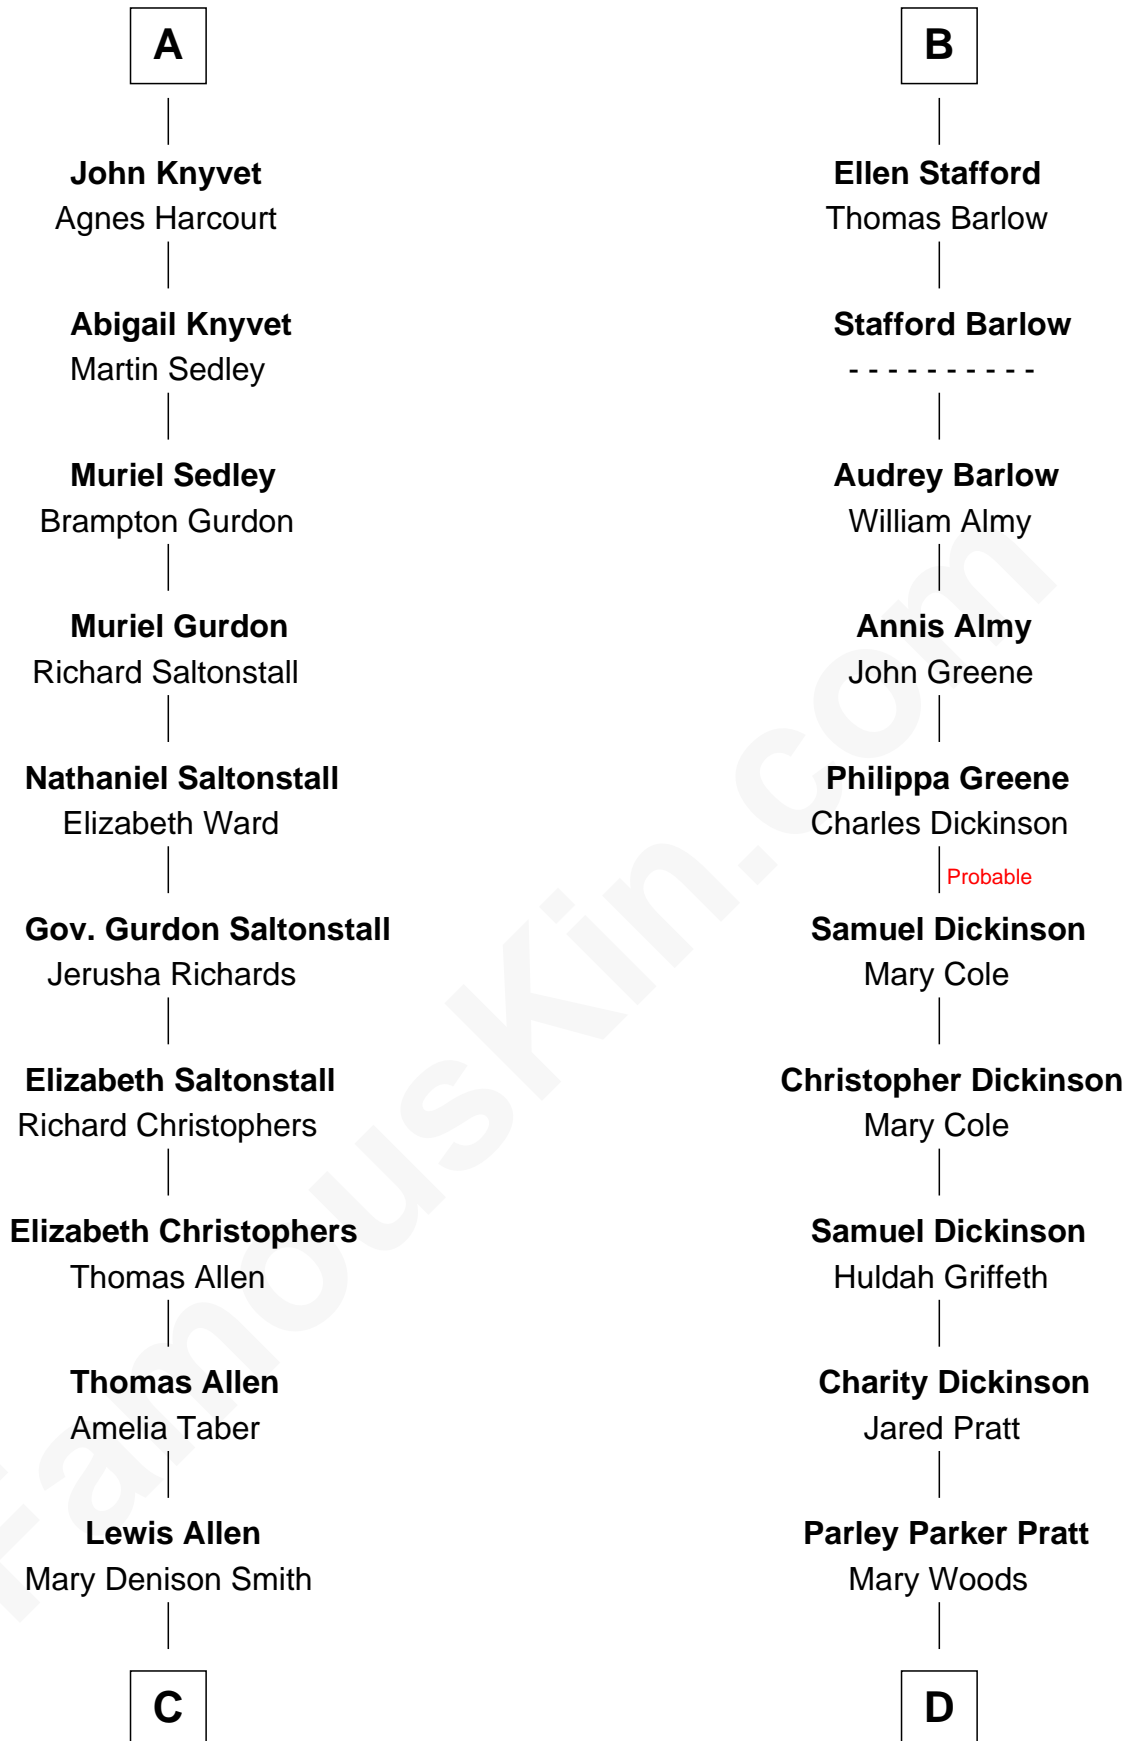 A
John Knyvet
Agnes Harcourt
Abigail Knyvet
Martin Sedley
Muriel Sedley
Brampton Gurdon
Muriel Gurdon
Richard Saltonstall
Nathaniel Saltonstall
Elizabeth Ward
Gov. Gurdon Saltonstall
Jerusha Richards
Elizabeth Saltonstall
Richard Christophers
Elizabeth Christophers
Thomas Allen
Thomas Allen
Amelia Taber
Lewis Allen
Mary Denison Smith
C
B
Ellen Stafford
Thomas Barlow
Stafford Barlow
- - - - - - - - - -
Audrey Barlow
William Almy
Annis Almy
John Greene
Philippa Greene
Charles Dickinson
Probable
Samuel Dickinson
Mary Cole
Christopher Dickinson
Mary Cole
Samuel Dickinson
Huldah Griffeth
Charity Dickinson
Jared Pratt
Parley Parker Pratt
Mary Woods
D
FamousKin.com